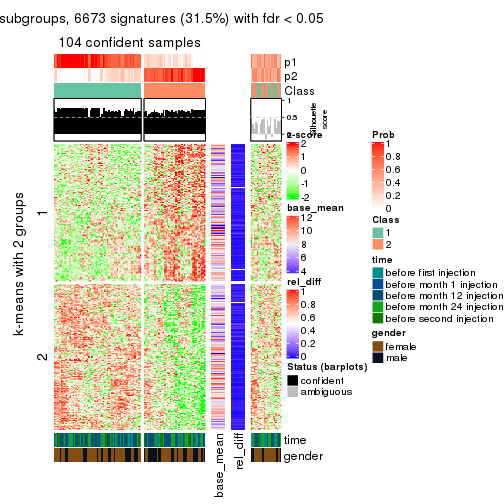 subgroups, 6673 signatures (31.5%) with fdr < 0.05
104 confident samples
p1
p2
Class
1
0.5
0
Silhouette
score
k-means with 2 groups
1
2
z-score
2
1
0
-1
-2
base_mean
12
10
8
6
4
rel_diff
1
0.8
0.6
0.4
0.2
0
Status (barplots)
confident
ambiguous
Prob
1
0.8
0.6
0.4
0.2
0
Class
1
2
time
before first injection
before month 1 injection
before month 12 injection
before month 24 injection
before second injection
gender
female
male
time
gender
base_mean
rel_diff